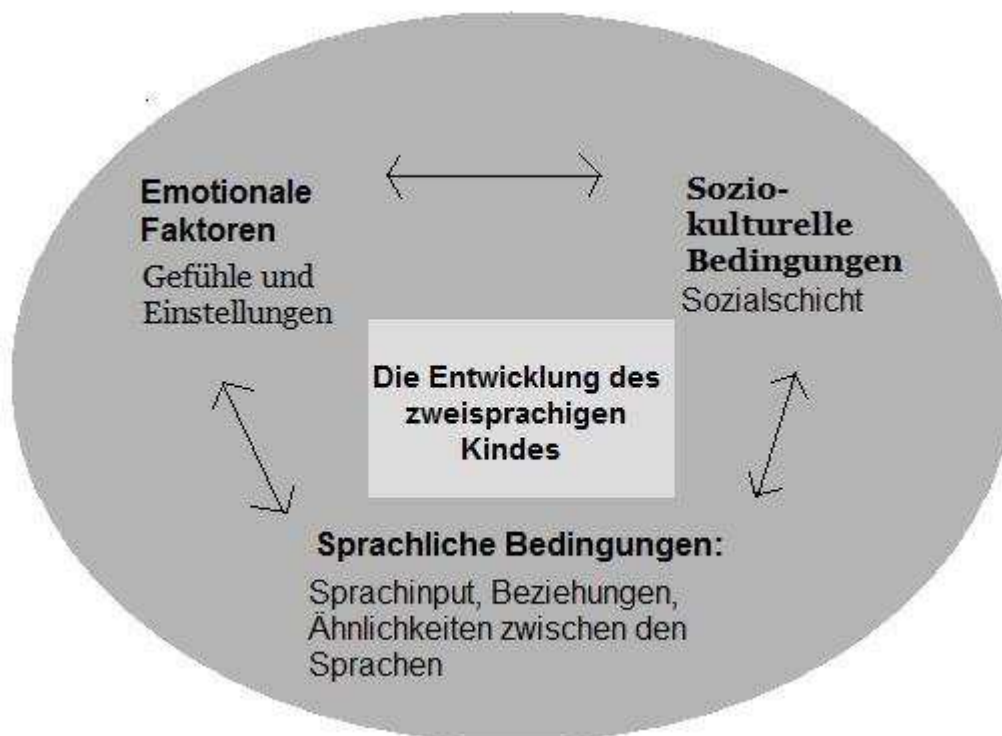 Emotionale
Faktoren
Gefühle und
Einstellungen
Sozio-
kulturelle
Bedingungen
Sozialschicht
Die Entwicklung des
zweisprachigen
Kindes
Sprachliche Bedingungen:
Sprachinput, Beziehungen,
Ähnlichkeiten zwischen den
Sprachen